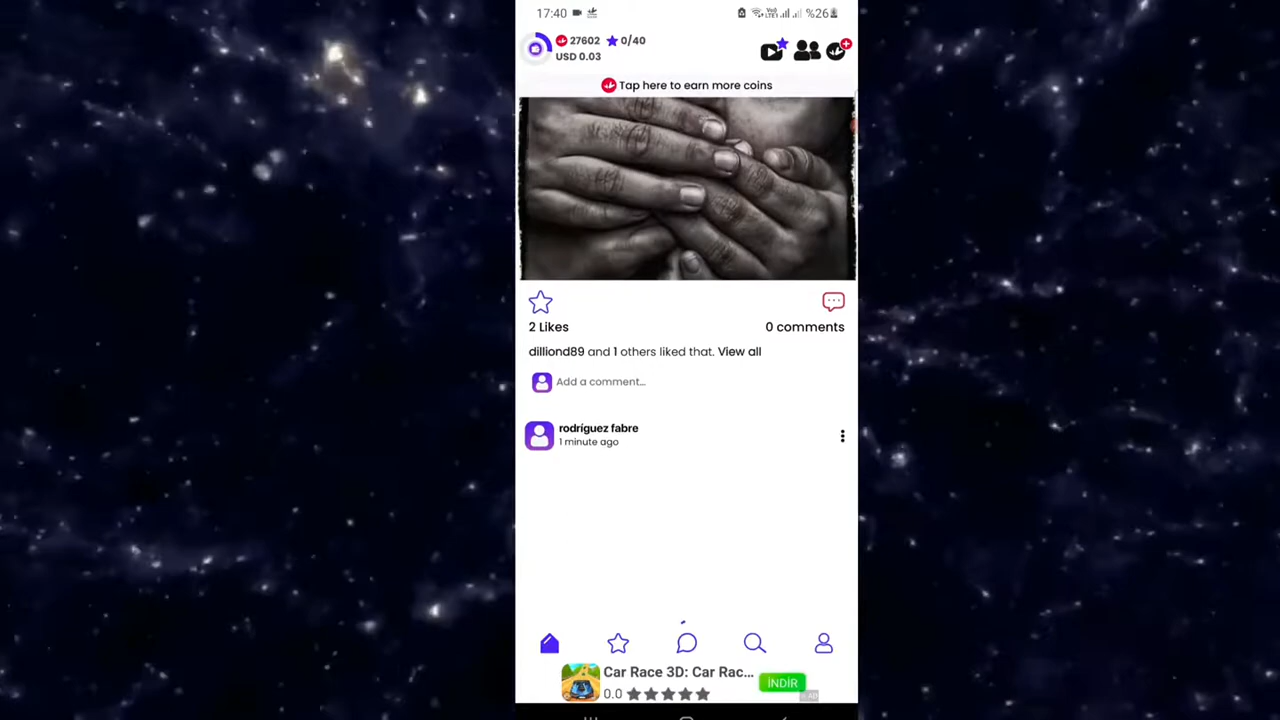 17:40
%26
27602 0/40
USD 0.03
Tap here to earn more coins
2 Likes
0 comments
dilliond89 and 1 others liked that. View all
Add a comment...
rodríguez fabre
1 minute ago
Car Race 3D: Car Rac...
0.0
İNDİR
AD